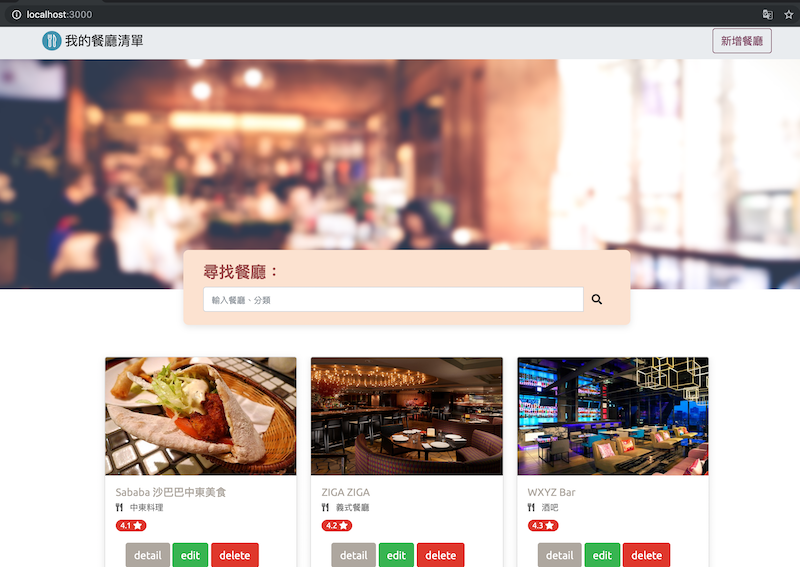 localhost:3000
我的餐廳清單
新增餐廳
尋找餐廳：
輸入餐廳、分類
Sababa 沙巴巴中東美食
中東料理
4.1
detail edit delete
ZIGA ZIGA
義式餐廳
4.2
detail edit delete
WXYZ Bar
酒吧
4.3
detail edit delete